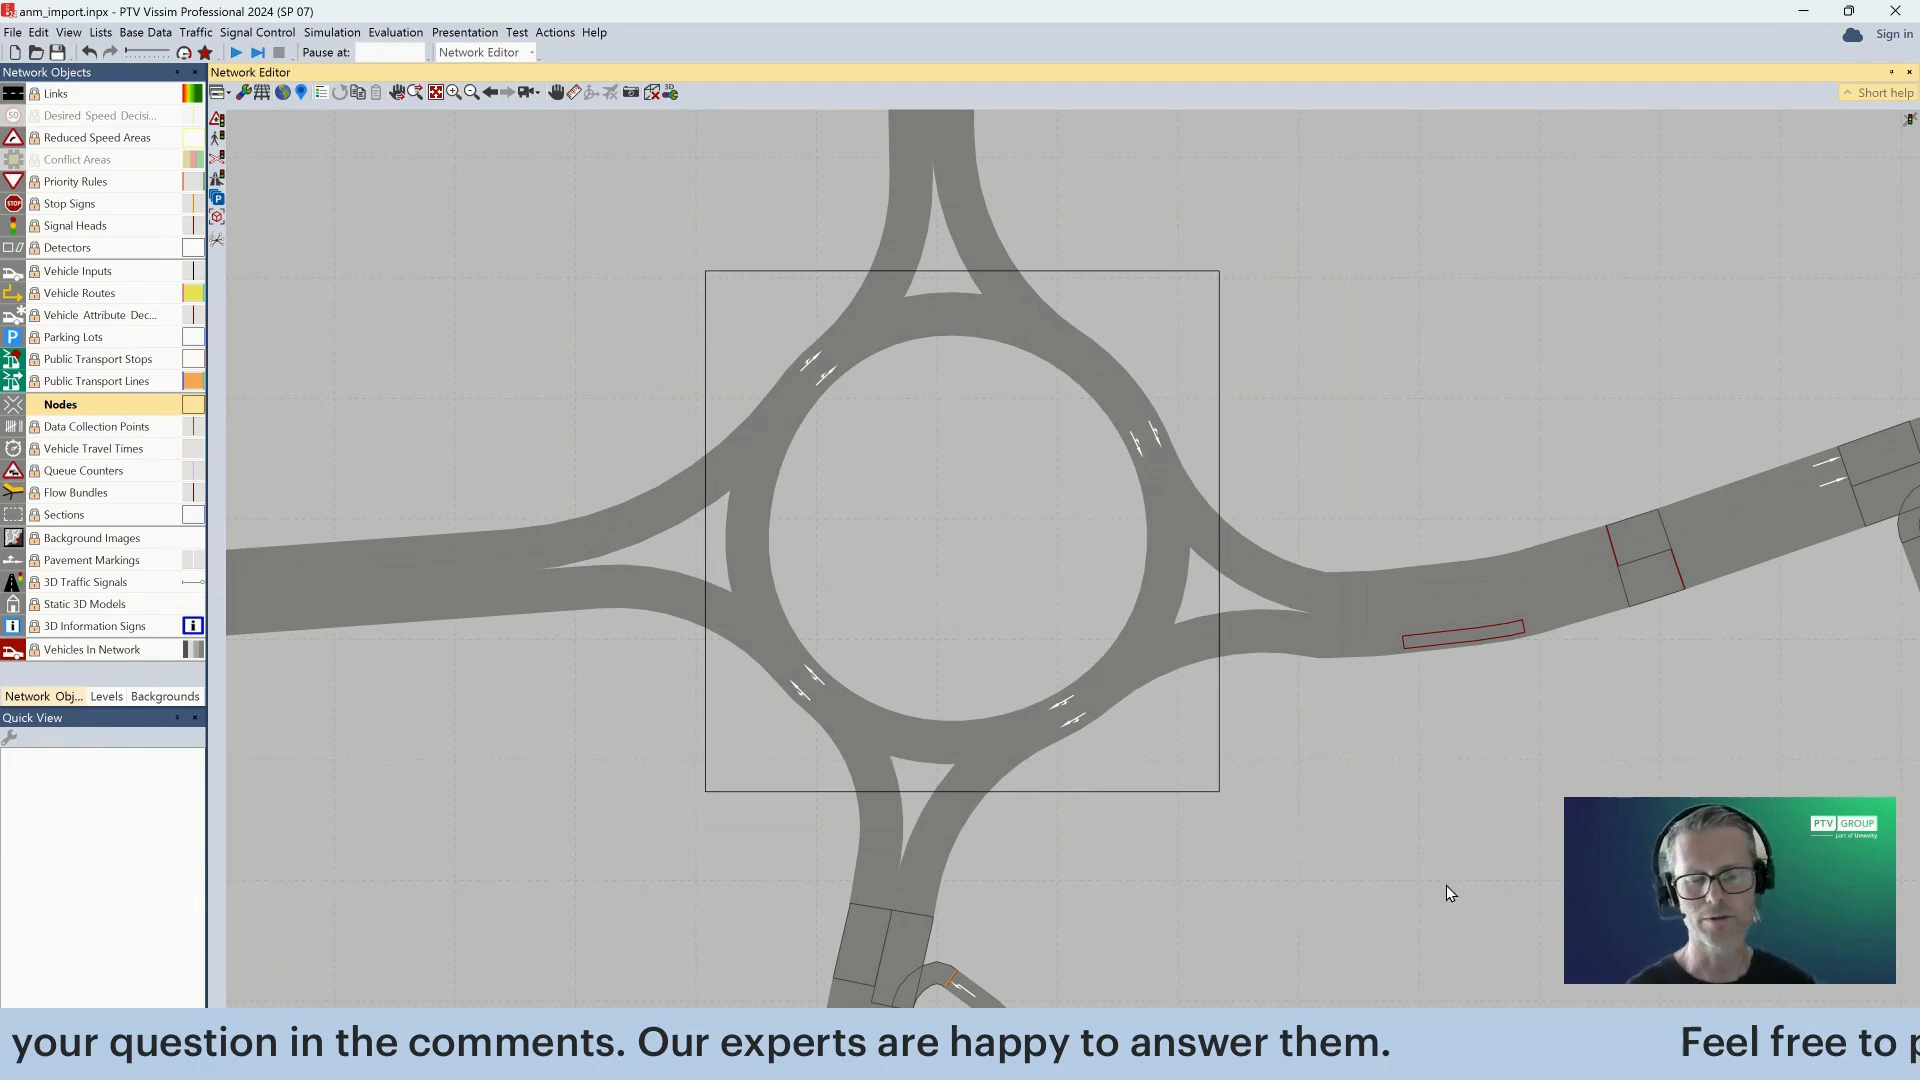 anm_import.inpx - PTV Vissim Professional 2024 (SP 07)
File Edit View Lists Base Data Traffic Signal Control Simulation Evaluation Presentation Test Actions Help
Sign in
Pause at:
Network Editor
Network Objects
Network Editor
Short help
Links
50
Desired Speed Decisi...
Reduced Speed Areas
Conflict Areas
Priority Rules
STOP
Stop Signs
Signal Heads
Detectors
Vehicle Inputs
Vehicle Routes
Vehicle Attribute Dec...
P
Parking Lots
Public Transport Stops
Public Transport Lines
Nodes
Data Collection Points
Vehicle Travel Times
Queue Counters
Flow Bundles
Sections
Background Images
Pavement Markings
3D Traffic Signals
Static 3D Models
3D Information Signs
Vehicles In Network
Network Obj... Levels Backgrounds
Quick View
PTV GROUP
part of Umovity
your question in the comments. Our experts are happy to answer them.
Feel free to p